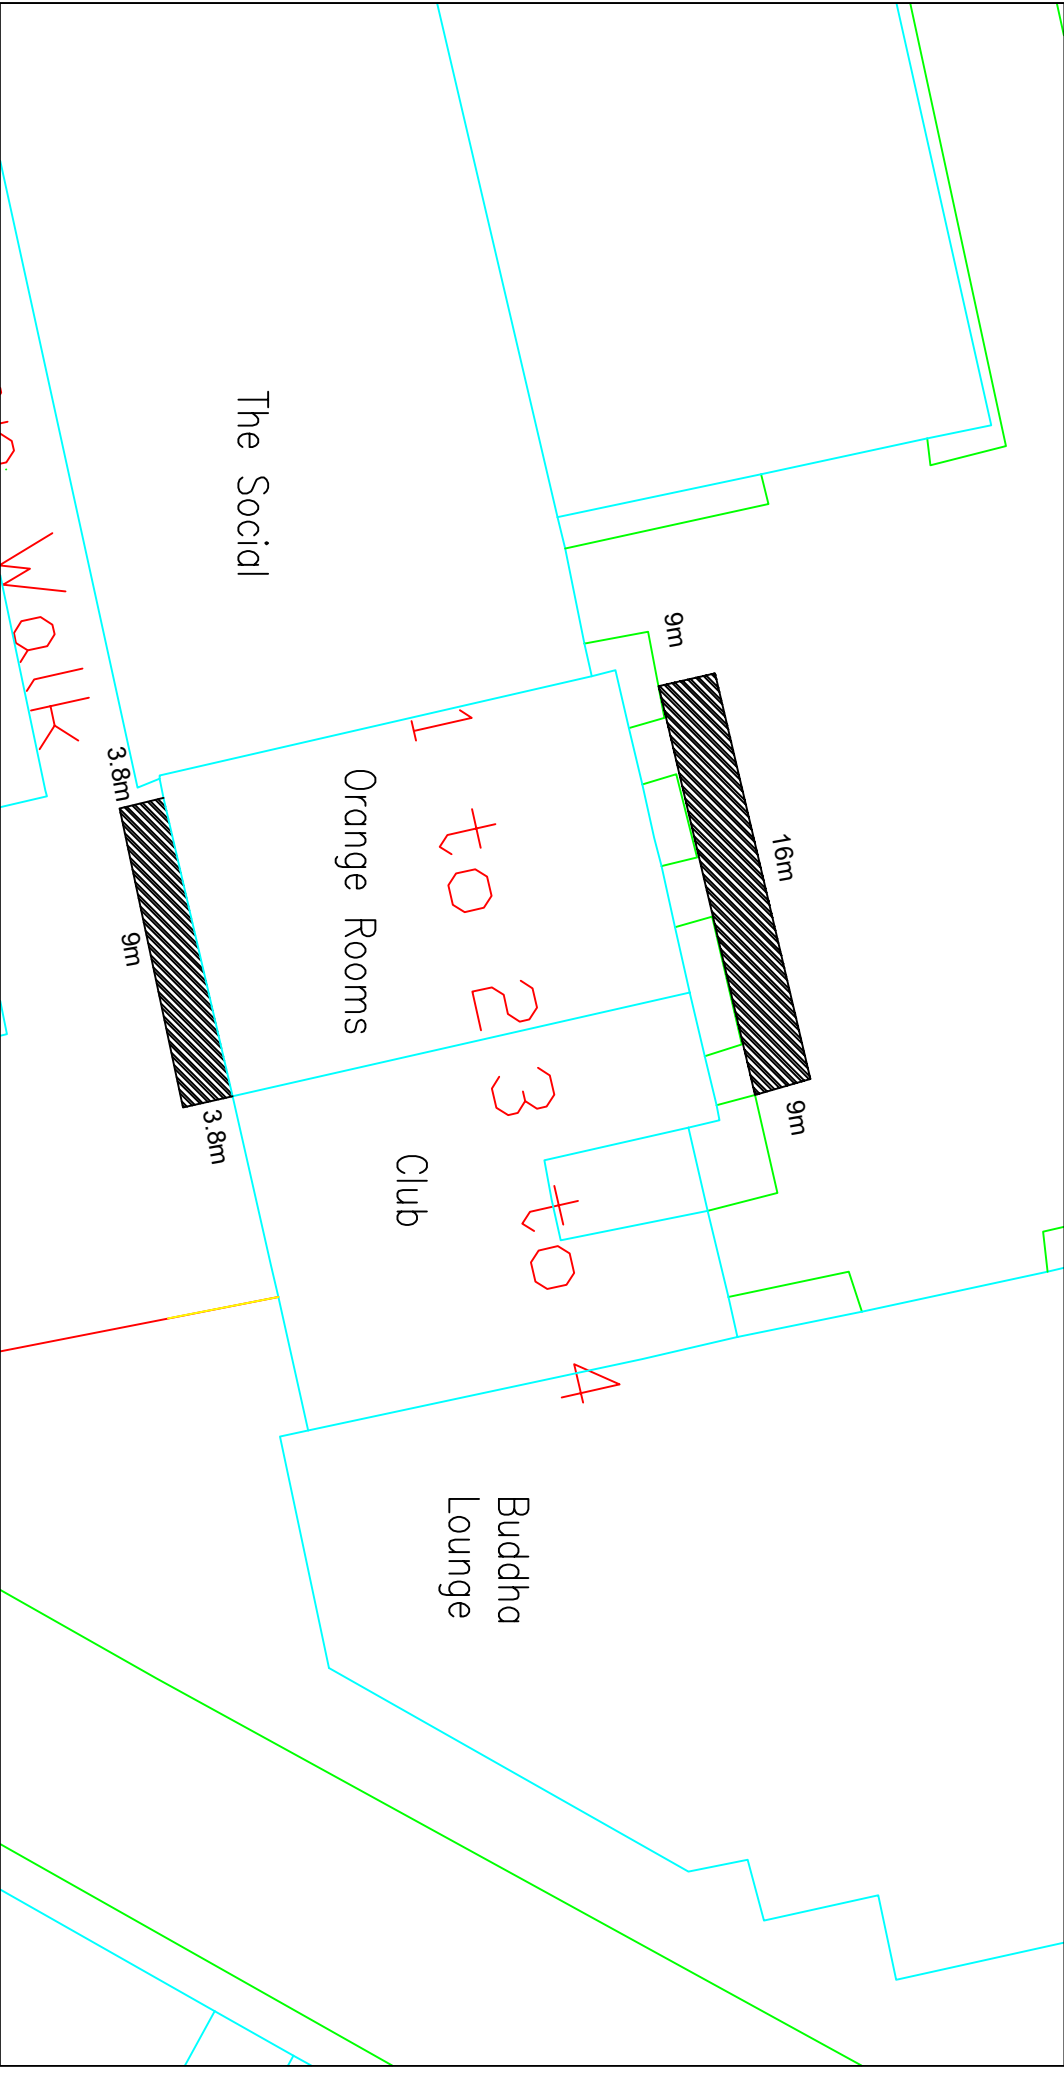 The Social
Walk
9m
16m
9m
1 to 2
Orange Rooms
3.8m
9m
3.8m
3 to 4
Club
Buddha
Lounge